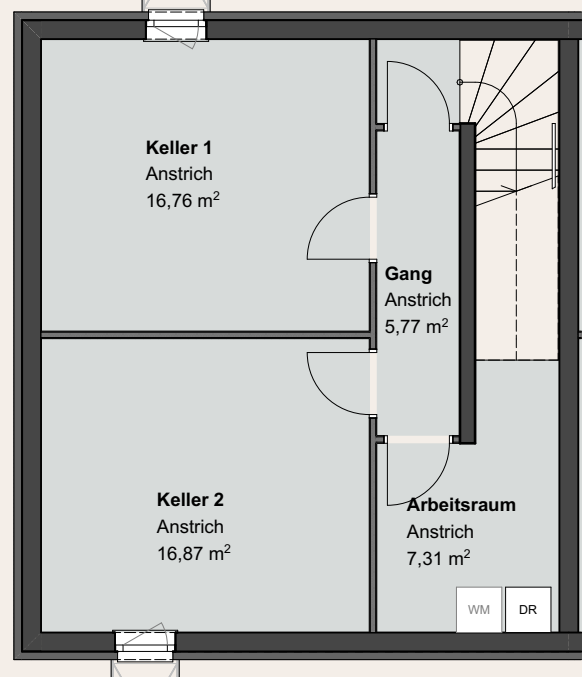 Keller 1
Anstrich
16,76 m²
Gang
Anstrich
5,77 m²
Keller 2
Anstrich
16,87 m²
Arbeitsraum
Anstrich
7,31 m²
WM
DR